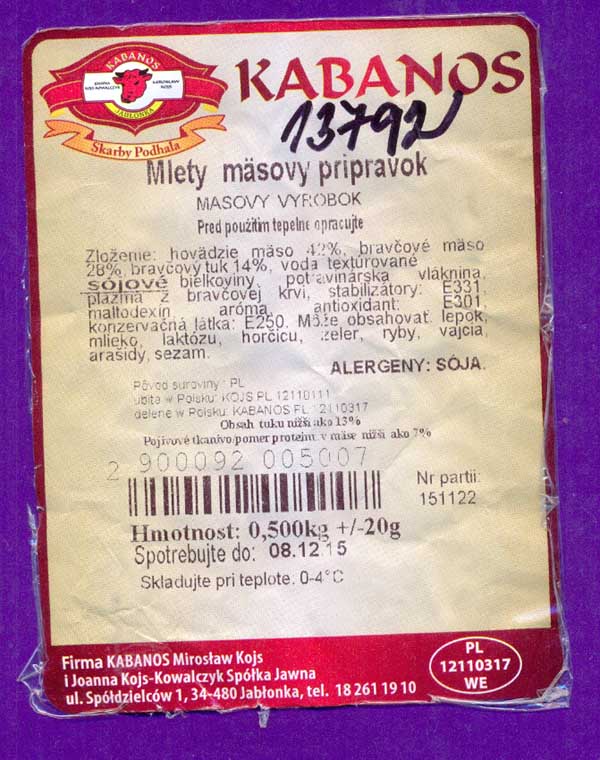 KABANOS
JABŁONKA
Skarby Podhala
KABANOS
13792
Mlety mäsovy pripravok
MASOVY VYROBOK
Pred použitim tepelne opracujte
Zloženie: hovädzie mäso 42%, bravčové mäso
28%, bravčový tuk 14%, voda textúrované
sójové bielkoviny, potravinárska vláknina,
plazma z bravčovej krvi, stabilizátory: E331,
maltodexin aróma, antioxidant: E301,
konzervačná látka: E250. Môže obsahovať lepok,
mlieko, laktózu, horčicu, zeler, ryby, vajcia,
arašidy, sezam.
ALERGENY: SÓJA.
Pôvod suroviny : PL
ubite w Polsku: KOJS PL 12110111
delené w Polsku: KABANOS PL 12110317
Obsah tuku nižši ako 13%
Pojivové tkanivo/pomer proteinu v mäse nižši ako 7%
2 900092 005007
Nr partii:
151122
Hmotnost: 0,500kg +/-20g
Spotrebujte do: 08.12.15
Skladujte pri teplote: 0-4°C
Firma KABANOS Mirosław Kojs
i Joanna Kojs-Kowalczyk Spółka Jawna
ul. Spółdzielców 1, 34-480 Jabłonka, tel. 18 261 19 10
PL
12110317
WE